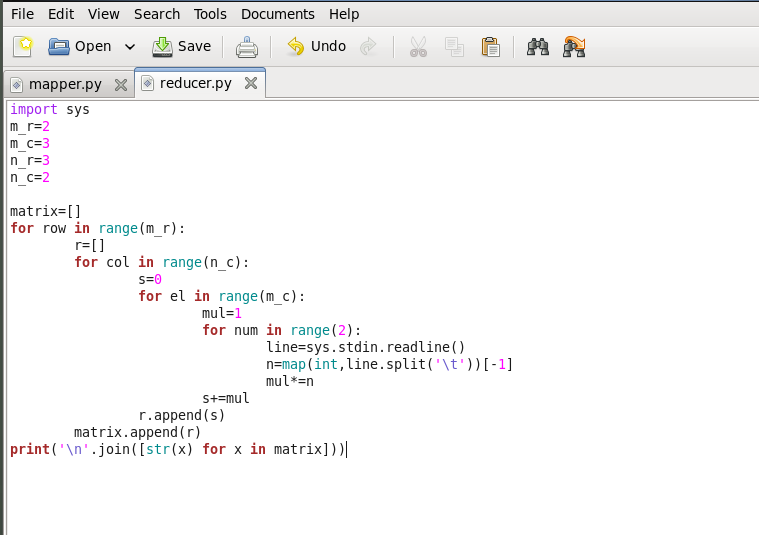 File Edit View Search Tools Documents Help
Open Save Undo
mapper.py reducer.py
import sys
m_r=2
m_c=3
n_r=3
n_c=2

matrix=[]
for row in range(m_r):
        r=[]
        for col in range(n_c):
                s=0
                for el in range(m_c):
                        mul=1
                        for num in range(2):
                                line=sys.stdin.readline()
                                n=map(int,line.split('\t'))[-1]
                                mul*=n
                        s+=mul
                r.append(s)
        matrix.append(r)
print('\n'.join([str(x) for x in matrix]))